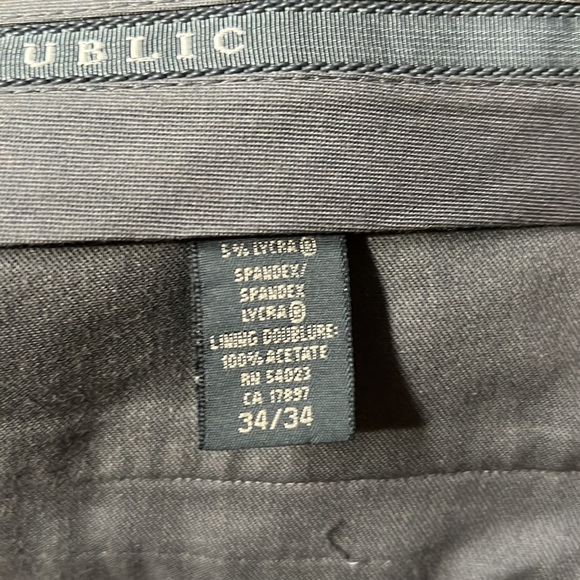 UBLIC
5% LYCRA®
SPANDEX/
SPANDEX
LYCRA®
LINING DOUBLURE:
100% ACETATE
RN 54023
CA 17897
34/34